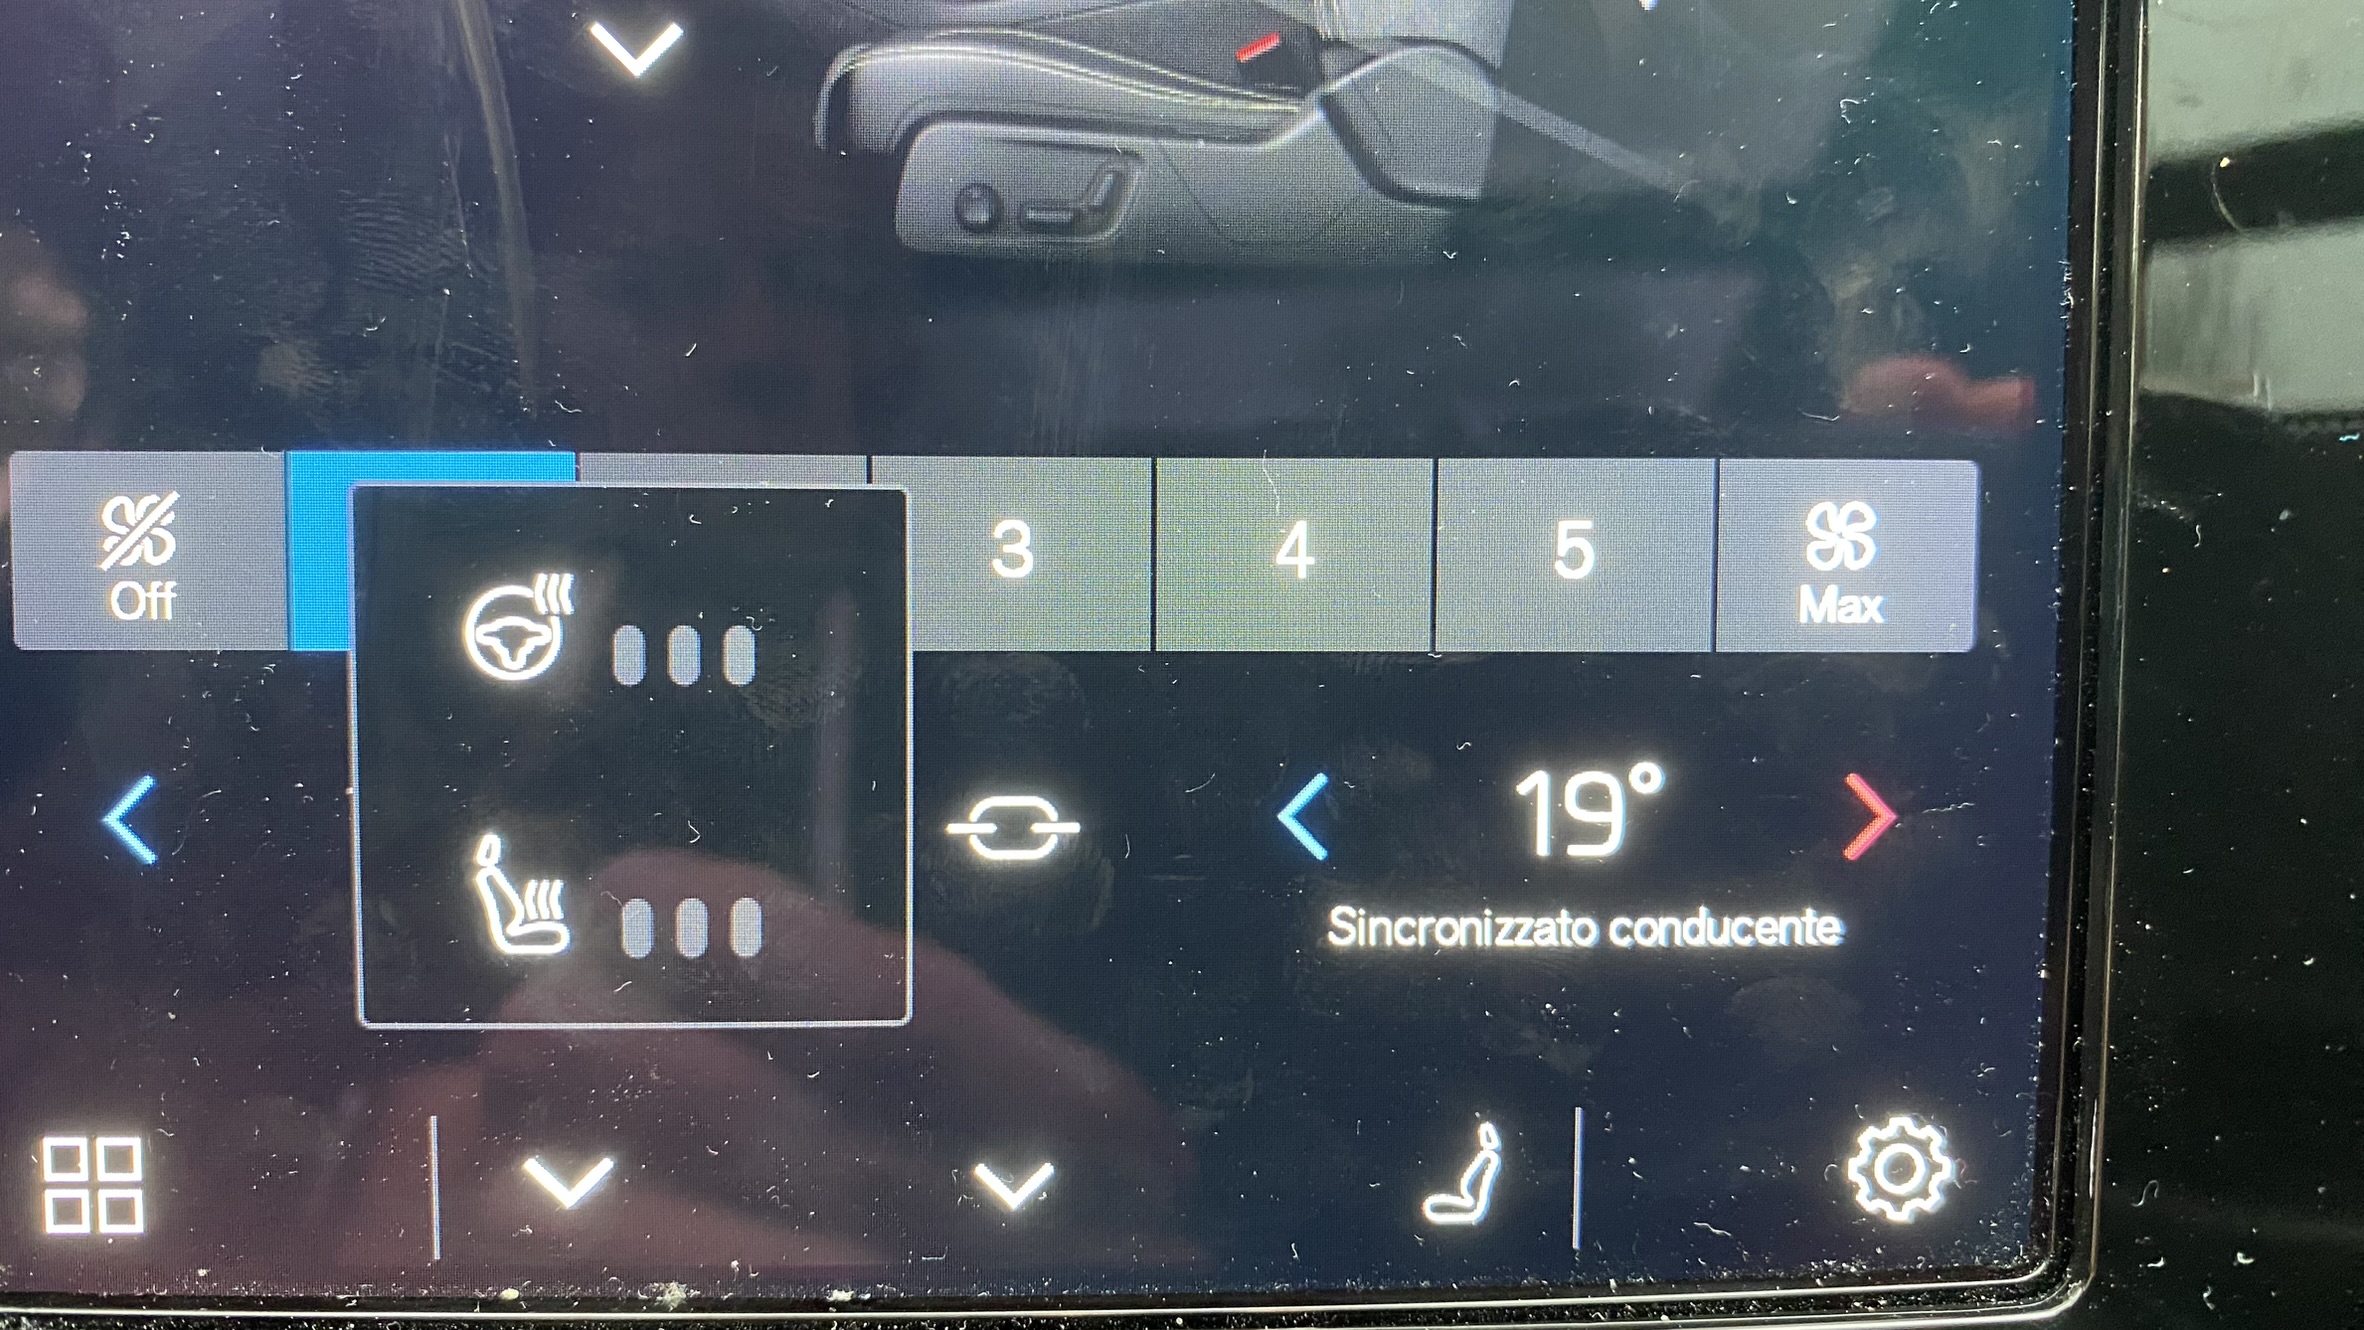 Off
3
4
5
Max
19°
Sincronizzato conducente